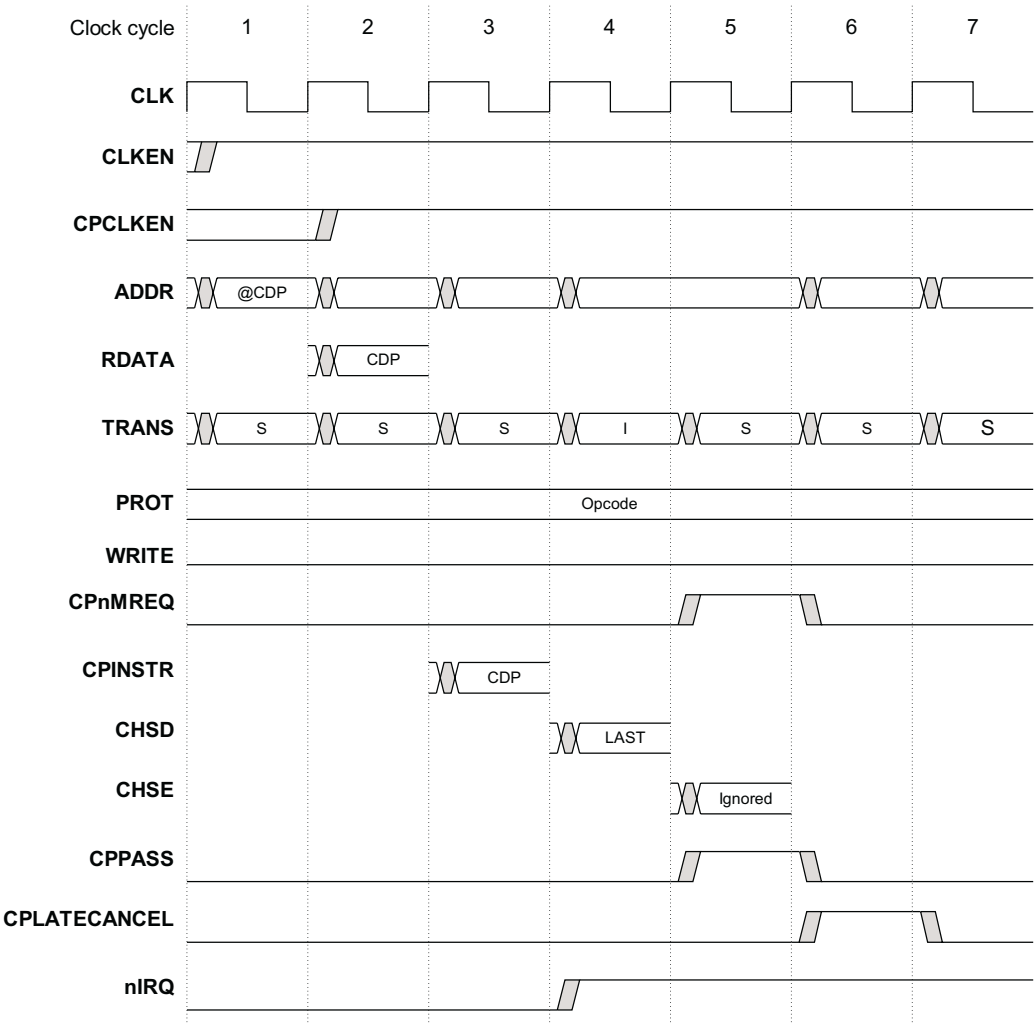 Clock cycle 1 2 3 4 5 6 7
CLK
CLKEN
CPCLKEN
ADDR @CDP
RDATA CDP
TRANS S S S I S S S
PROT Opcode
WRITE
CPnMREQ
CPINSTR CDP
CHSD LAST
CHSE Ignored
CPPASS
CPLATECANCEL
nIRQ